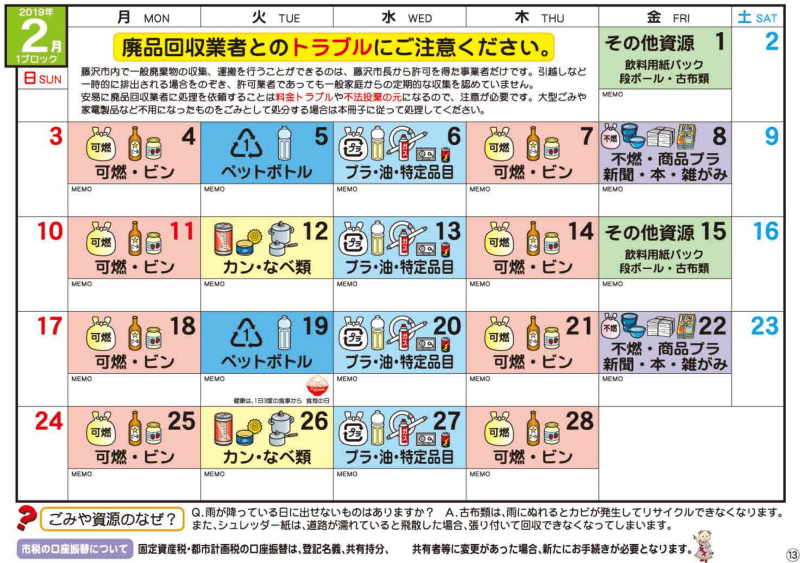 2019年
2月
1ブロック
月 MON
火 TUE
水 WED
木 THU
金 FRI
土 SAT
日 SUN
廃品回収業者とのトラブルにご注意ください。
藤沢市内で一般廃棄物の収集、運搬を行うことができるのは、藤沢市長から許可を得た事業者だけです。引越しなど
一時的に排出される場合をのぞき、許可業者であっても一般家庭からの定期的な収集を認めていません。
安易に廃品回収業者に処理を依頼することは料金トラブルや不法投棄の元になるので、注意が必要です。大型ごみや
家電製品など不用になったものをごみとして処分する場合は本冊子に従って処理してください。
その他資源 1
飲料用紙パック
段ボール・古布類
MEMO
2
3
可燃
4
可燃・ビン
MEMO
1
5
ペットボトル
MEMO
プラ
6
プラ・油・特定品目
MEMO
可燃
7
可燃・ビン
MEMO
不燃
8
不燃・商品プラ
新聞・本・雑がみ
MEMO
9
10
可燃
11
可燃・ビン
MEMO
12
カン・なべ類
MEMO
プラ
13
プラ・油・特定品目
MEMO
可燃
14
可燃・ビン
MEMO
その他資源 15
飲料用紙パック
段ボール・古布類
MEMO
16
17
可燃
18
可燃・ビン
MEMO
1
19
ペットボトル
MEMO
健康は、1日3度の食事から 食育の日
プラ
20
プラ・油・特定品目
MEMO
可燃
21
可燃・ビン
MEMO
不燃
22
不燃・商品プラ
新聞・本・雑がみ
MEMO
23
24
可燃
25
可燃・ビン
MEMO
26
カン・なべ類
MEMO
プラ
27
プラ・油・特定品目
MEMO
可燃
28
可燃・ビン
MEMO
?
ごみや資源のなぜ?
Q.雨が降っている日に出せないものはありますか? A.古布類は、雨にぬれるとカビが発生してリサイクルできなくなります。
また、シュレッダー紙は、道路が濡れていると飛散した場合、張り付いて回収できなくなってしまいます。
市税の口座振替について
固定資産税・都市計画税の口座振替は、登記名義、共有持分、 共有者等に変更があった場合、新たにお手続きが必要となります。
⑬